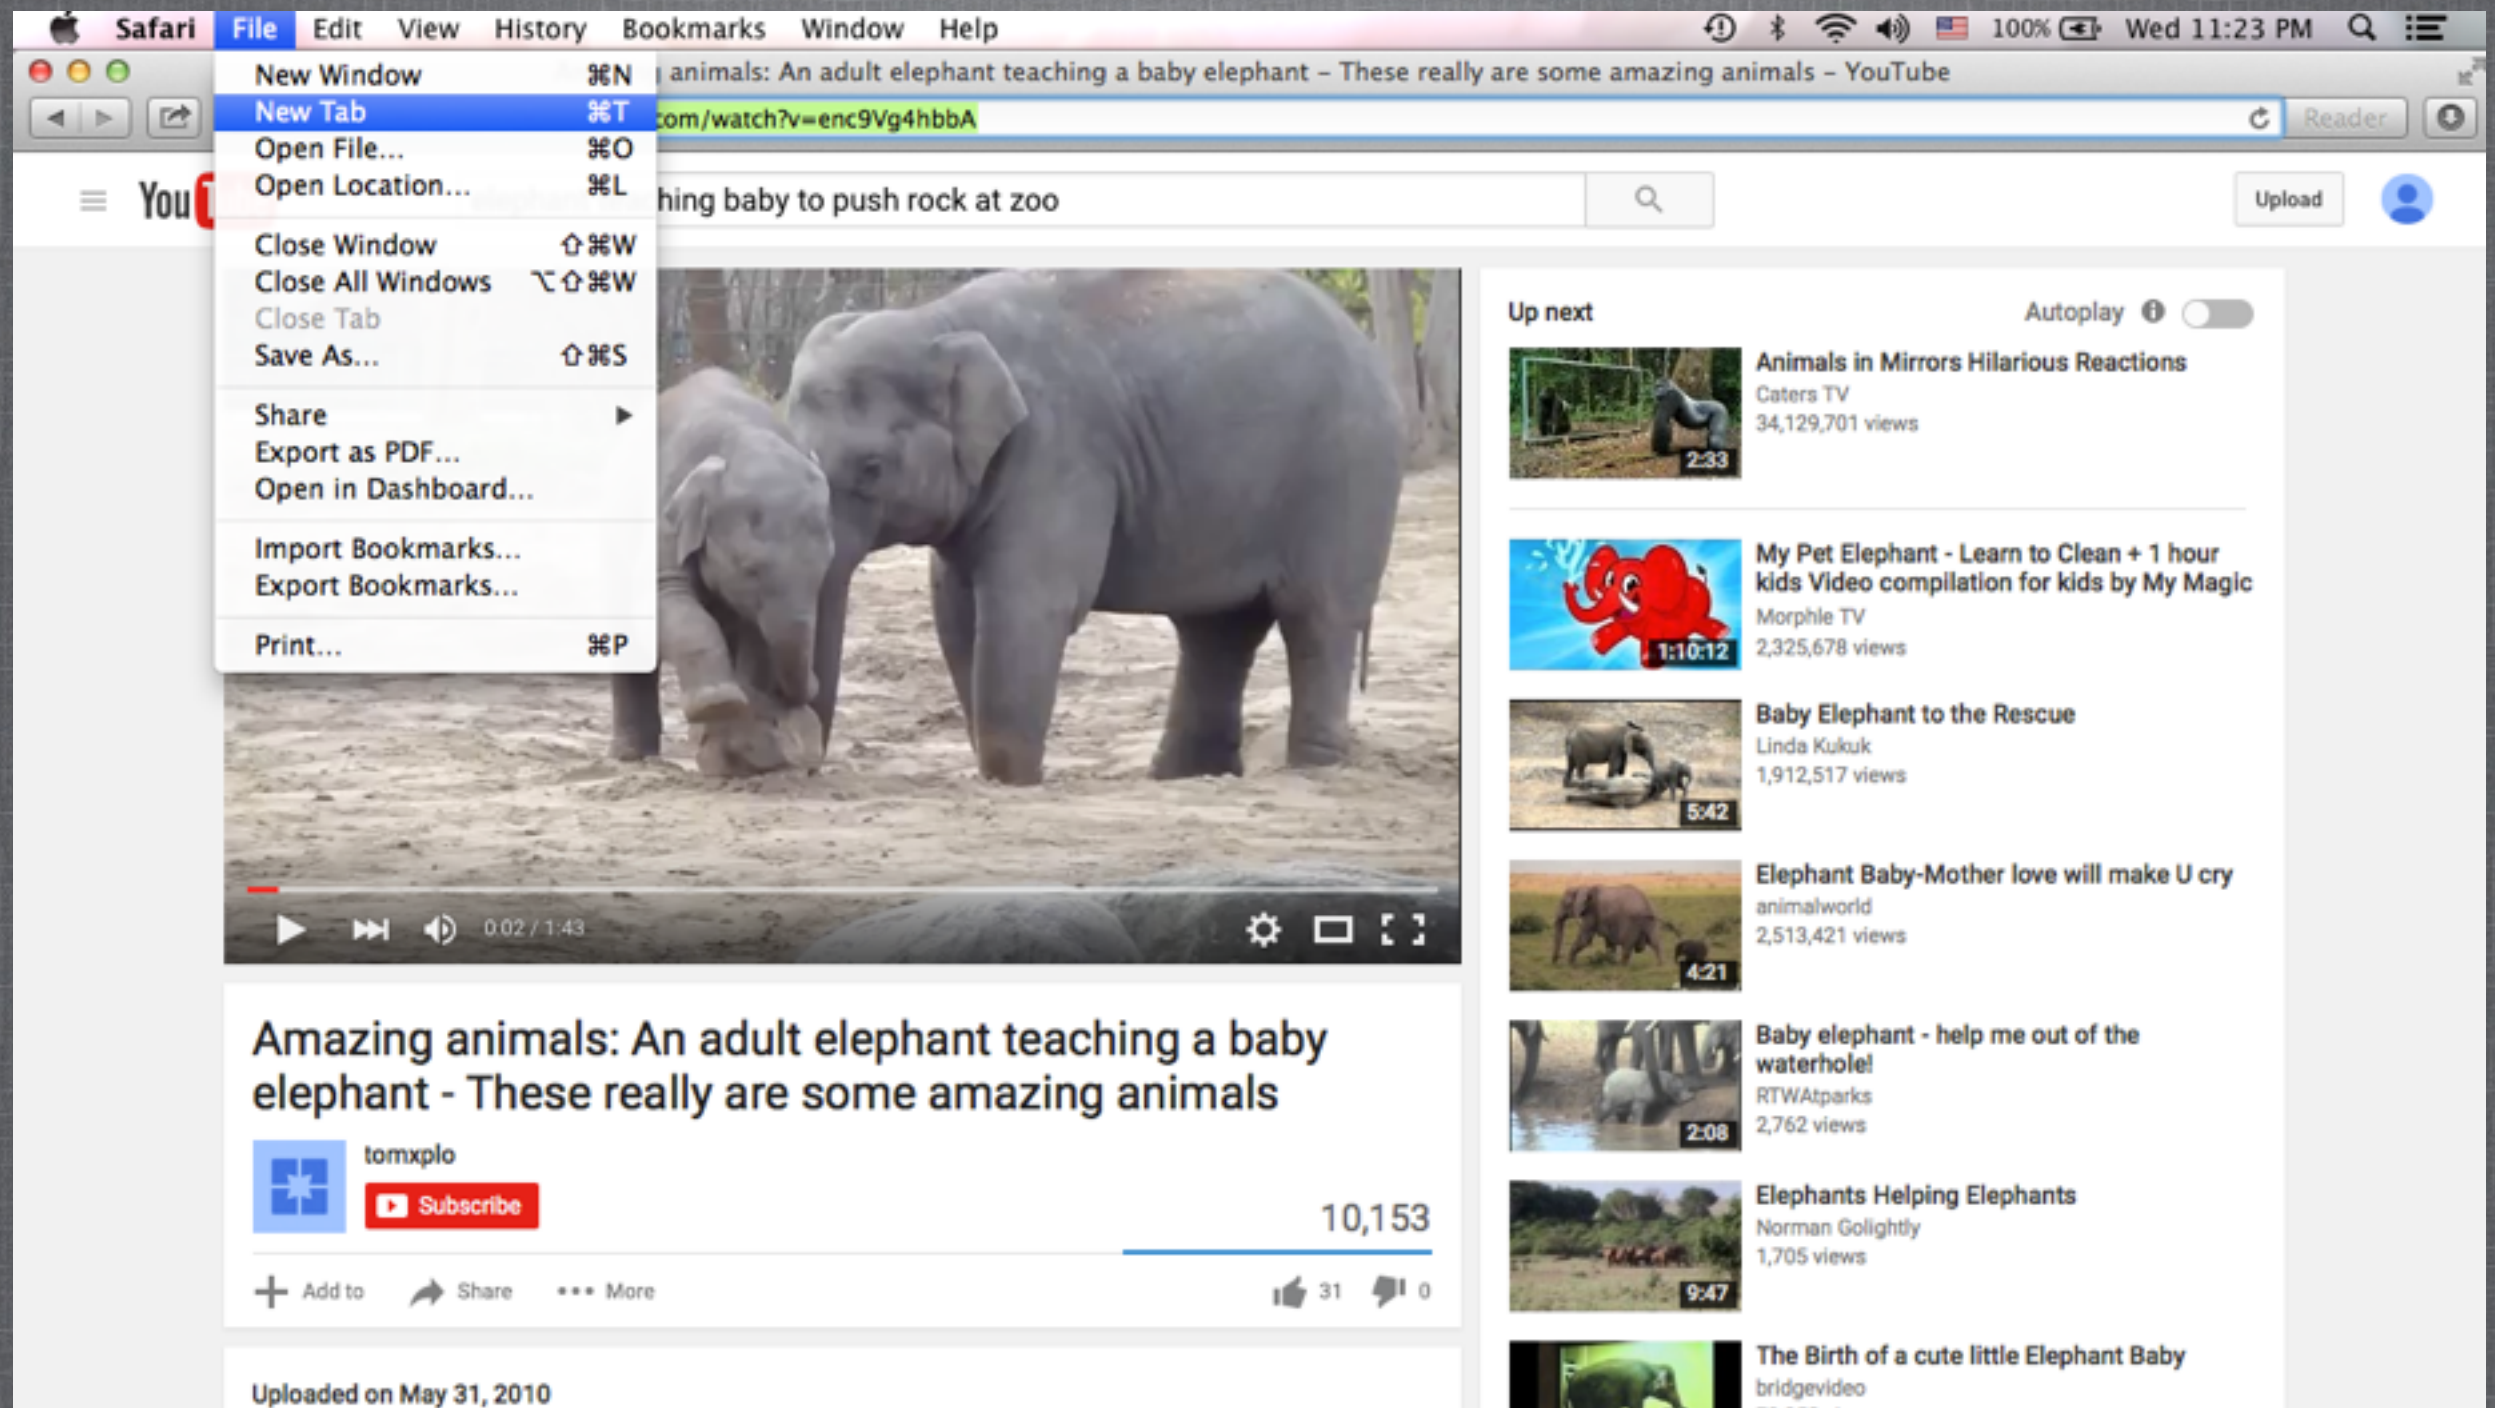 Safari File Edit View History Bookmarks Window Help 100% Wed 11:23 PM
animals: An adult elephant teaching a baby elephant – These really are some amazing animals – YouTube
com/watch?v=enc9Vg4hbbA Reader
New Window ⌘N
New Tab ⌘T
Open File... ⌘O
Open Location... ⌘L
Close Window ⇧⌘W
Close All Windows ⌥⇧⌘W
Close Tab
Save As... ⇧⌘S
Share ▶
Export as PDF...
Open in Dashboard...
Import Bookmarks...
Export Bookmarks...
Print... ⌘P
You
hing baby to push rock at zoo
Upload
0:02 / 1:43
Amazing animals: An adult elephant teaching a baby
elephant - These really are some amazing animals
tomxplo
Subscribe
10,153
Add to Share More 31 0
Uploaded on May 31, 2010
Up next Autoplay
Animals in Mirrors Hilarious Reactions
Caters TV
34,129,701 views
2:33
My Pet Elephant - Learn to Clean + 1 hour
kids Video compilation for kids by My Magic
Morphle TV
2,325,678 views
1:10:12
Baby Elephant to the Rescue
Linda Kukuk
1,912,517 views
5:42
Elephant Baby-Mother love will make U cry
animalworld
2,513,421 views
4:21
Baby elephant - help me out of the
waterhole!
RTWAtparks
2,762 views
2:08
Elephants Helping Elephants
Norman Golightly
1,705 views
9:47
The Birth of a cute little Elephant Baby
bridgevideo